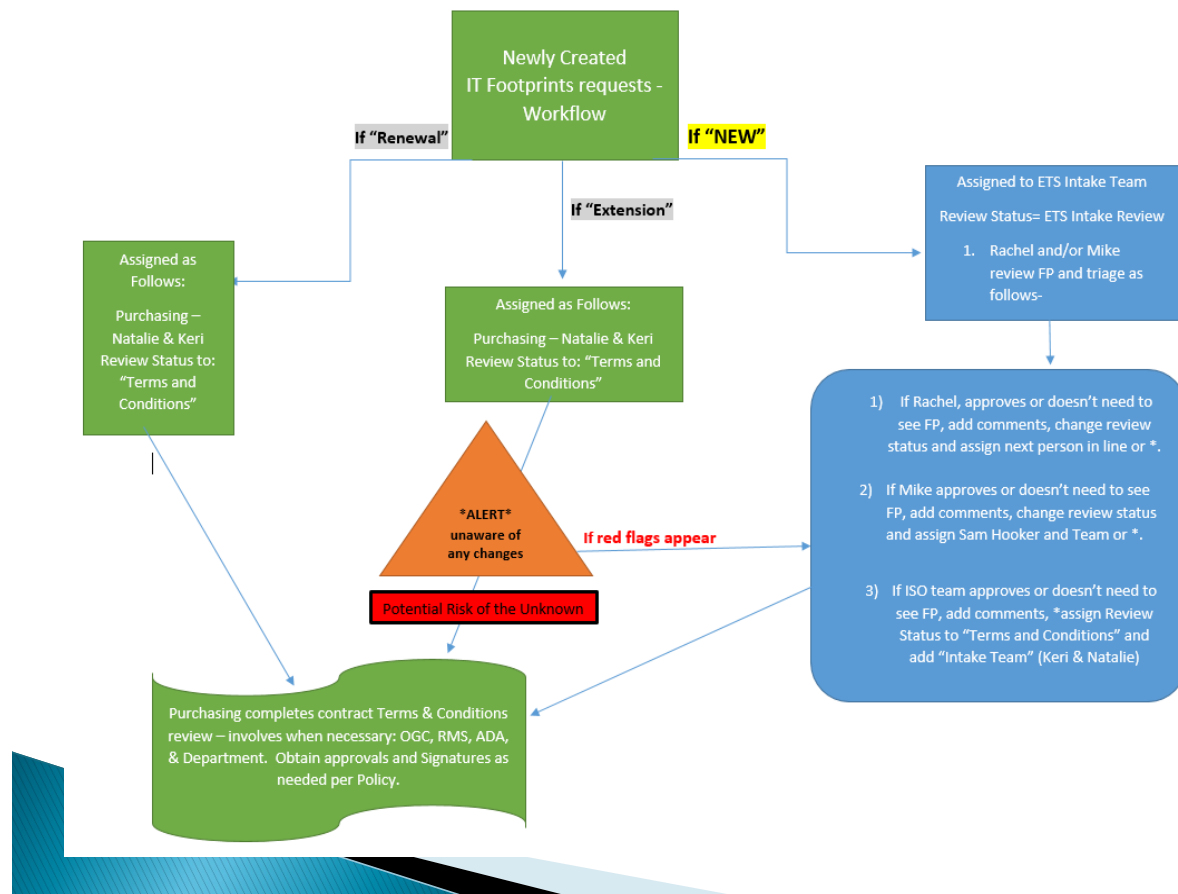 Newly Created
IT Footprints requests -
Workflow
If “Renewal”
If “NEW”
If “Extension”
Assigned to ETS Intake Team
Review Status= ETS Intake Review
1. Rachel and/or Mike
review FP and triage as
follows-
Assigned as
Follows:
Purchasing –
Natalie & Keri
Review Status to:
“Terms and
Conditions”
Assigned as Follows:
Purchasing – Natalie & Keri
Review Status to: “Terms and
Conditions”
1) If Rachel, approves or doesn’t need to
see FP, add comments, change review
status and assign next person in line or *.
2) If Mike approves or doesn’t need to see
FP, add comments, change review status
and assign Sam Hooker and Team or *.
3) If ISO team approves or doesn’t need to
see FP, add comments, *assign Review
Status to “Terms and Conditions” and
add “Intake Team” (Keri & Natalie)
*ALERT*
unaware of
any changes
If red flags appear
Potential Risk of the Unknown
Purchasing completes contract Terms & Conditions
review – involves when necessary: OGC, RMS, ADA,
& Department. Obtain approvals and Signatures as
needed per Policy.